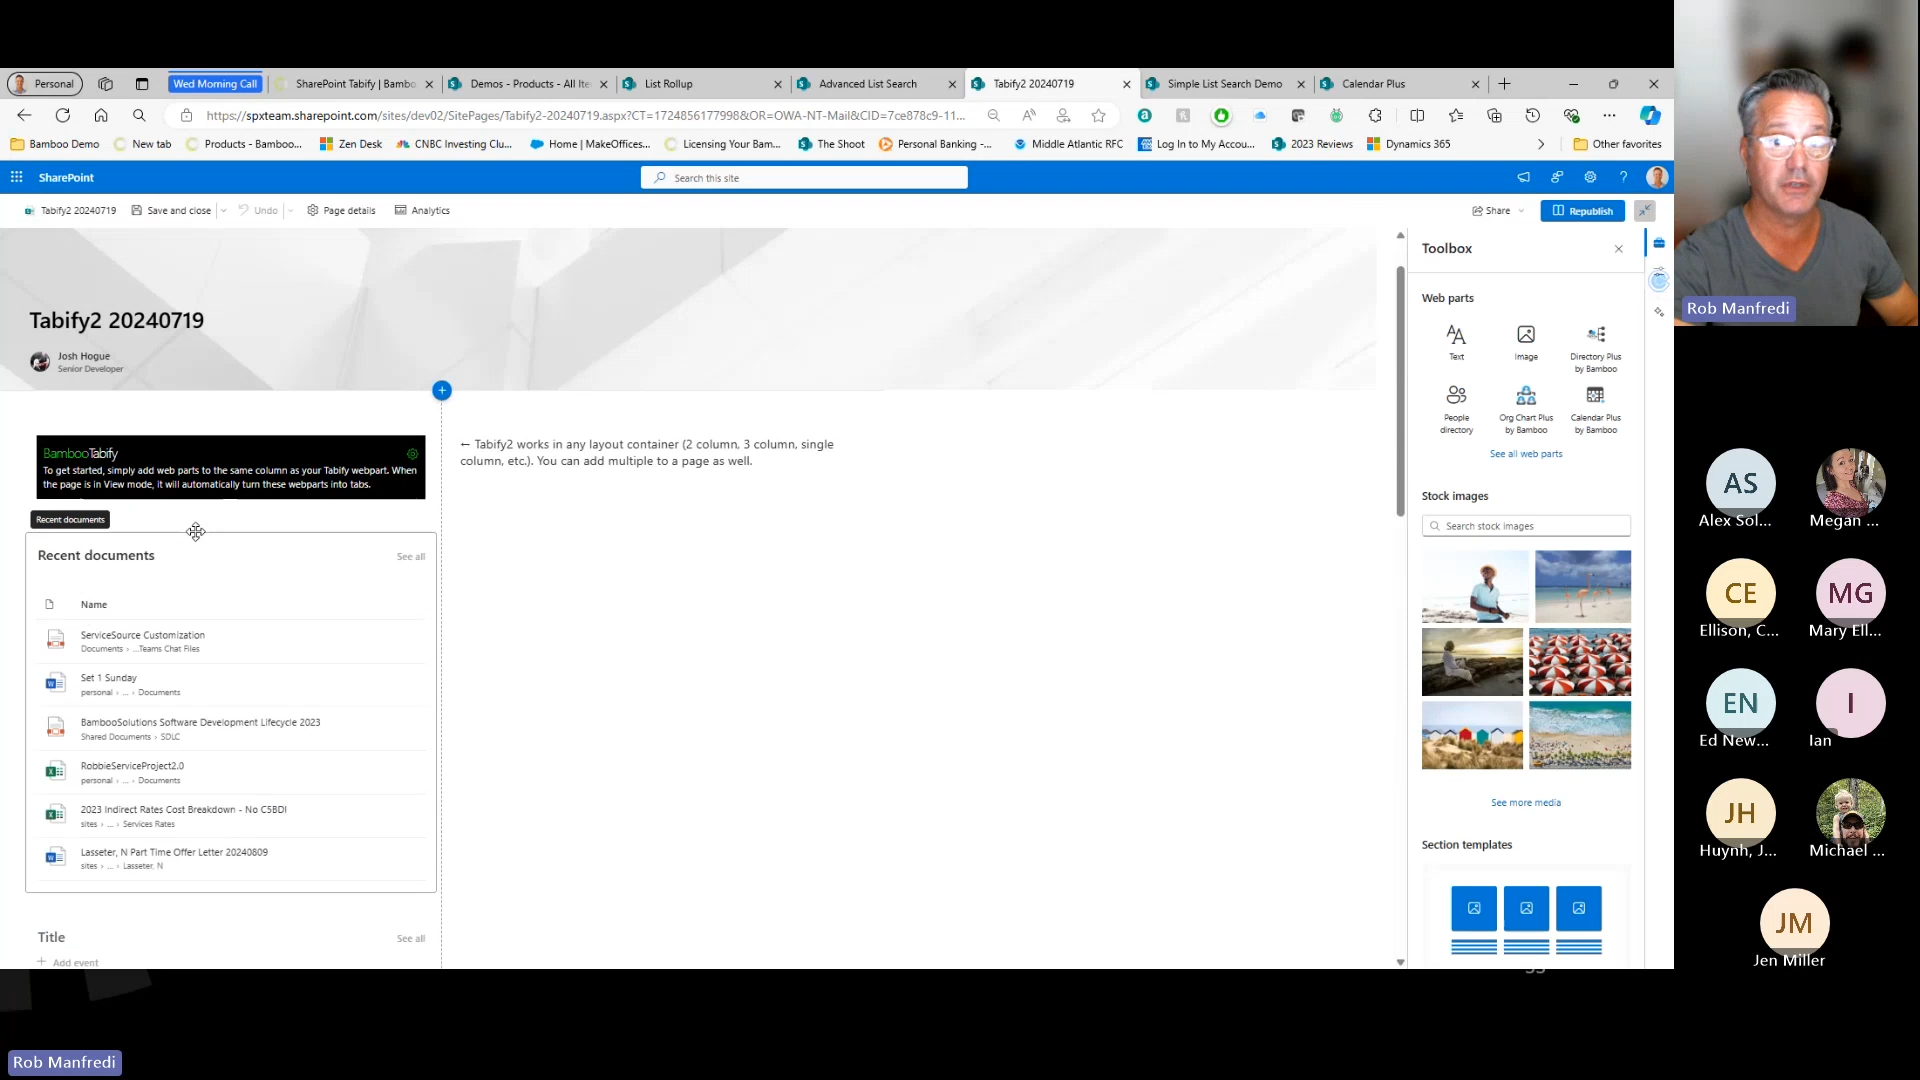 Personal
Wed Morning Call
SharePoint Tabify | Bambo
Demos - Products - All Ite
List Rollup
Advanced List Search
Tabify2 20240719
Simple List Search Demo
Calendar Plus
https://spxteam.sharepoint.com/sites/dev02/SitePages/Tabify2-20240719.aspx?CT=1724856177998&OR=OWA-NT-Mail&CID=7ce878c9-11...
Bamboo Demo
New tab
Products - Bamboo...
Zen Desk
CNBC Investing Clu...
Home | MakeOffices...
Licensing Your Bam...
The Shoot
Personal Banking -...
Middle Atlantic RFC
Log In to My Accou...
2023 Reviews
Dynamics 365
Other favorites
SharePoint
Search this site
Tabify2 20240719
Save and close
Undo
Page details
Analytics
Share
Republish
Tabify2 20240719
Josh Hogue
Senior Developer
BambooTabify
To get started, simply add web parts to the same column as your Tabify webpart. When
the page is in View mode, it will automatically turn these webparts into tabs.
← Tabify2 works in any layout container (2 column, 3 column, single
column, etc.). You can add multiple to a page as well.
Recent documents
Recent documents
See all
Name
ServiceSource Customization
Documents › ...Teams Chat Files
Set 1 Sunday
personal › ... › Documents
BambooSolutions Software Development Lifecycle 2023
Shared Documents › SDLC
RobbieServiceProject2.0
personal › ... › Documents
2023 Indirect Rates Cost Breakdown - No C5BDI
sites › ... › Services Rates
Lasseter, N Part Time Offer Letter 20240809
sites › ... › Lasseter, N
Title
See all
Add event
Toolbox
Web parts
Text
Image
Directory Plus
by Bamboo
People
directory
Org Chart Plus
by Bamboo
Calendar Plus
by Bamboo
See all web parts
Stock images
Search stock images
See more media
Section templates
Rob Manfredi
AS
Alex Sol...
Megan ...
CE
Ellison, C...
MG
Mary Ell...
EN
Ed New...
I
Ian
JH
Huynh, J...
Michael ...
JM
Jen Miller
Rob Manfredi